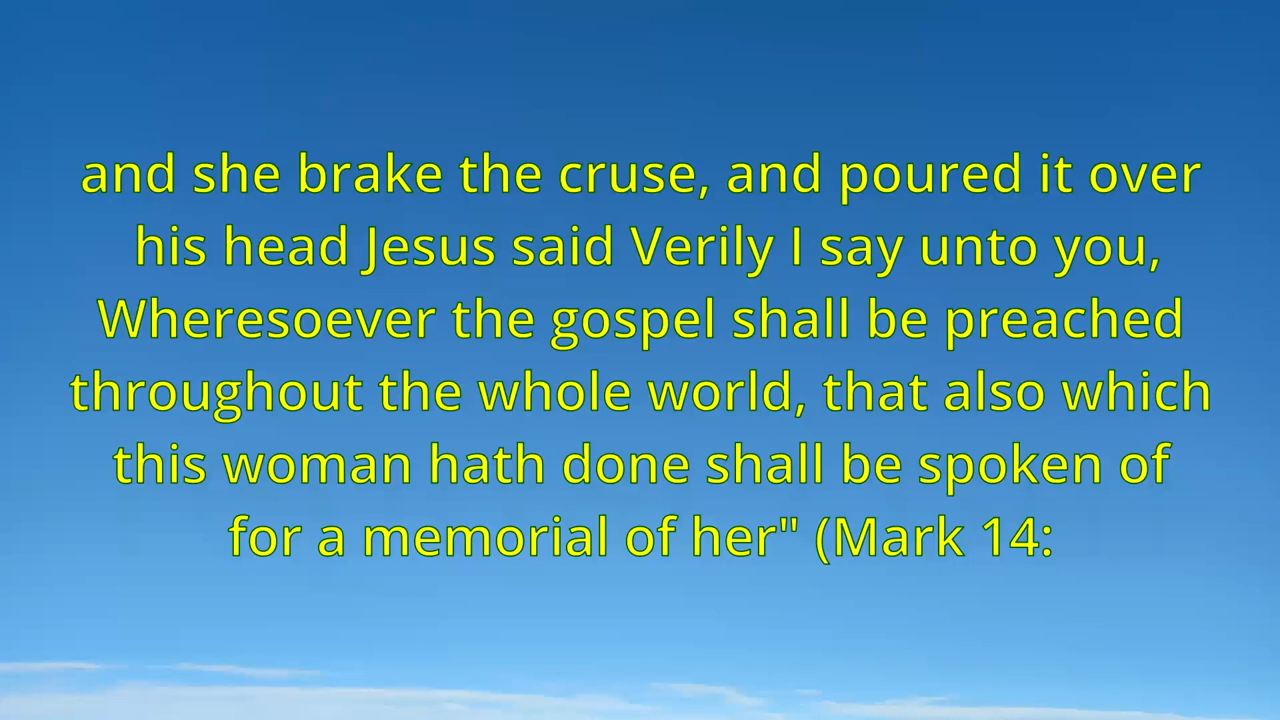 and she brake the cruse, and poured it over
his head Jesus said Verily I say unto you,
Wheresoever the gospel shall be preached
throughout the whole world, that also which
this woman hath done shall be spoken of
for a memorial of her" (Mark 14: